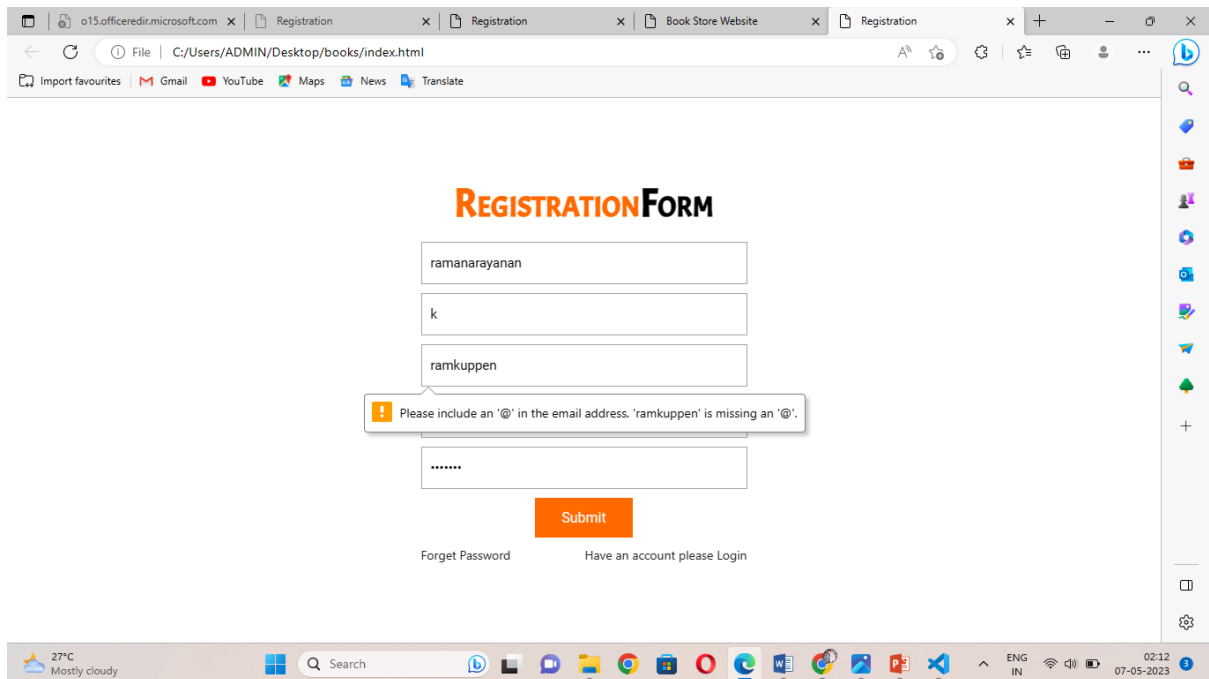 o15.officeredir.microsoft.com Registration Registration Book Store Website Registration
File C:/Users/ADMIN/Desktop/books/index.html
Import favourites Gmail YouTube Maps News Translate
REGISTRATIONFORM
ramanarayanan
k
ramkuppen
Please include an '@' in the email address. 'ramkuppen' is missing an '@'.
•••••••
Submit
Forget Password Have an account please Login
27°C
Mostly cloudy
Search
ENG
IN
02:12
07-05-2023
3